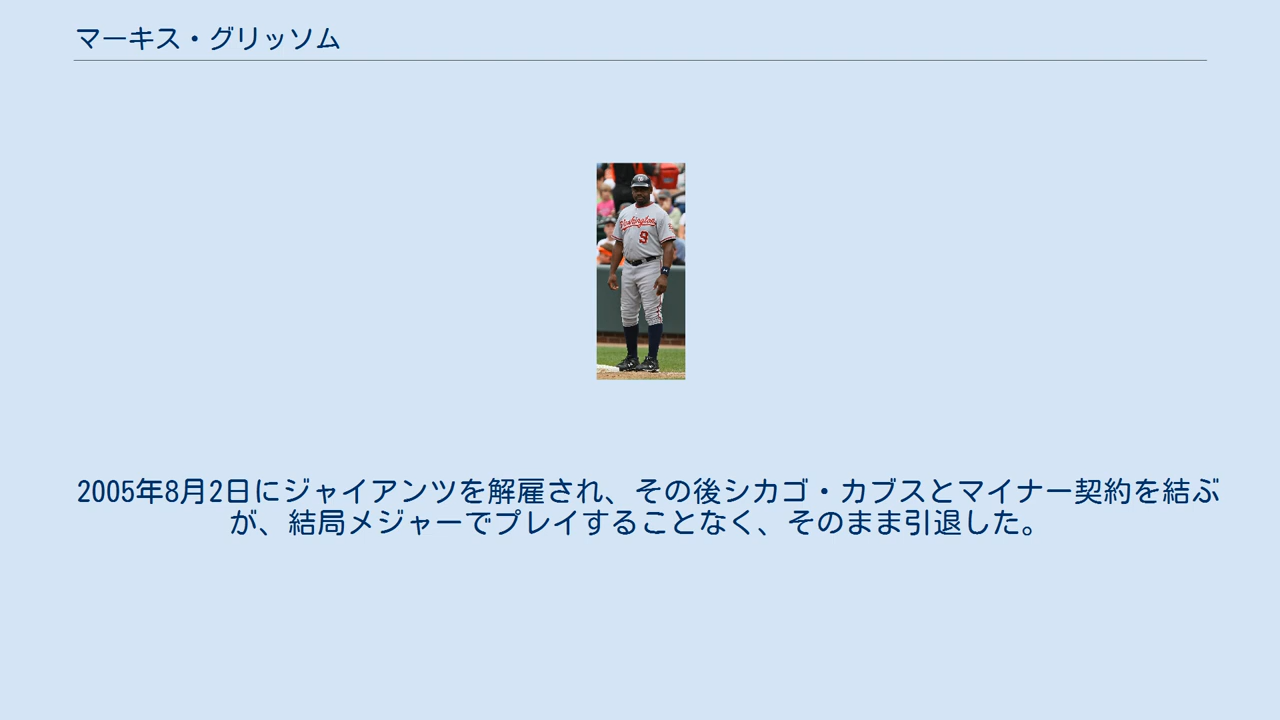 マーキス・グリッソム
Washington
9
2005年8月2日にジャイアンツを解雇され、その後シカゴ・カブスとマイナー契約を結ぶ
が、結局メジャーでプレイすることなく、そのまま引退した。